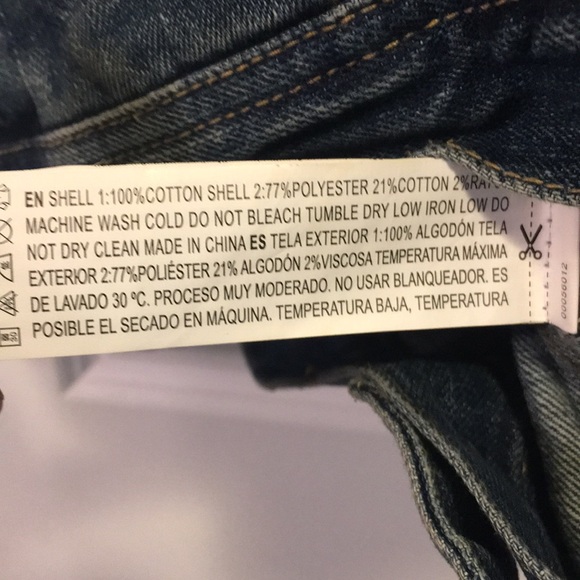 EN SHELL 1:100%COTTON SHELL 2:77%POLYESTER 21%COTTON 2%RAY
MACHINE WASH COLD DO NOT BLEACH TUMBLE DRY LOW IRON LOW DO
NOT DRY CLEAN MADE IN CHINA ES TELA EXTERIOR 1:100% ALGODÓN TELA
EXTERIOR 2:77%POLIÉSTER 21% ALGODÓN 2%VISCOSA TEMPERATURA MÁXIMA
DE LAVADO 30 ºC. PROCESO MUY MODERADO. NO USAR BLANQUEADOR. ES
POSIBLE EL SECADO EN MÁQUINA. TEMPERATURA BAJA, TEMPERATURA
00056012